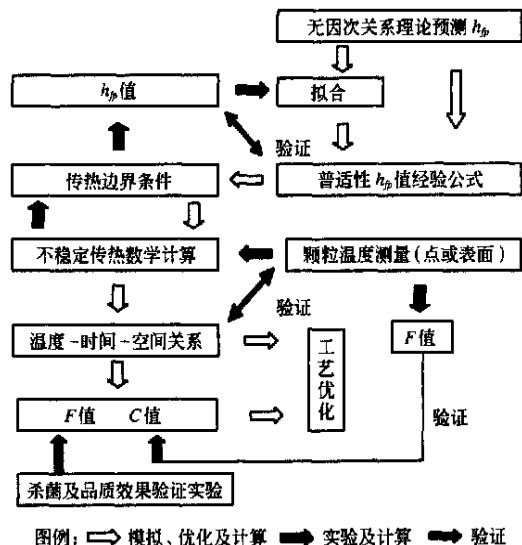 无因次关系理论预测 hfp
hfp值
拟合
验证
传热边界条件
普适性 hfp值经验公式
不稳定传热数学计算
颗粒温度测量（点或表面）
验证
温度-时间-空间关系
工艺优化
F值
F值 C值
验证
杀菌及品质效果验证实验
图例： 模拟、优化及计算 实验及计算 验证